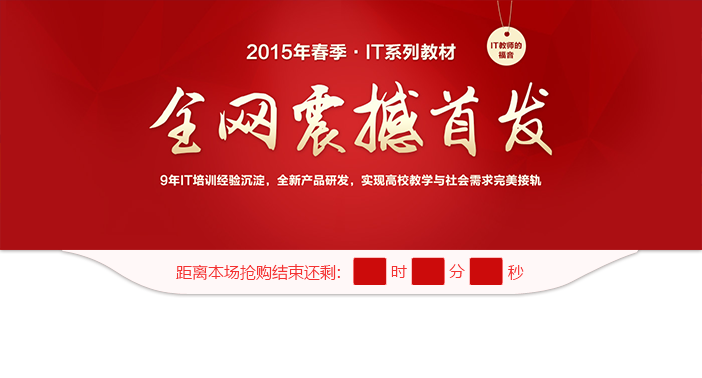 IT教师的
福音
2015年春季·IT系列教材
全网震撼首发
9年IT培训经验沉淀，全新产品研发，实现高校教学与社会需求完美接轨
距离本场抢购结束还剩: 时 分 秒